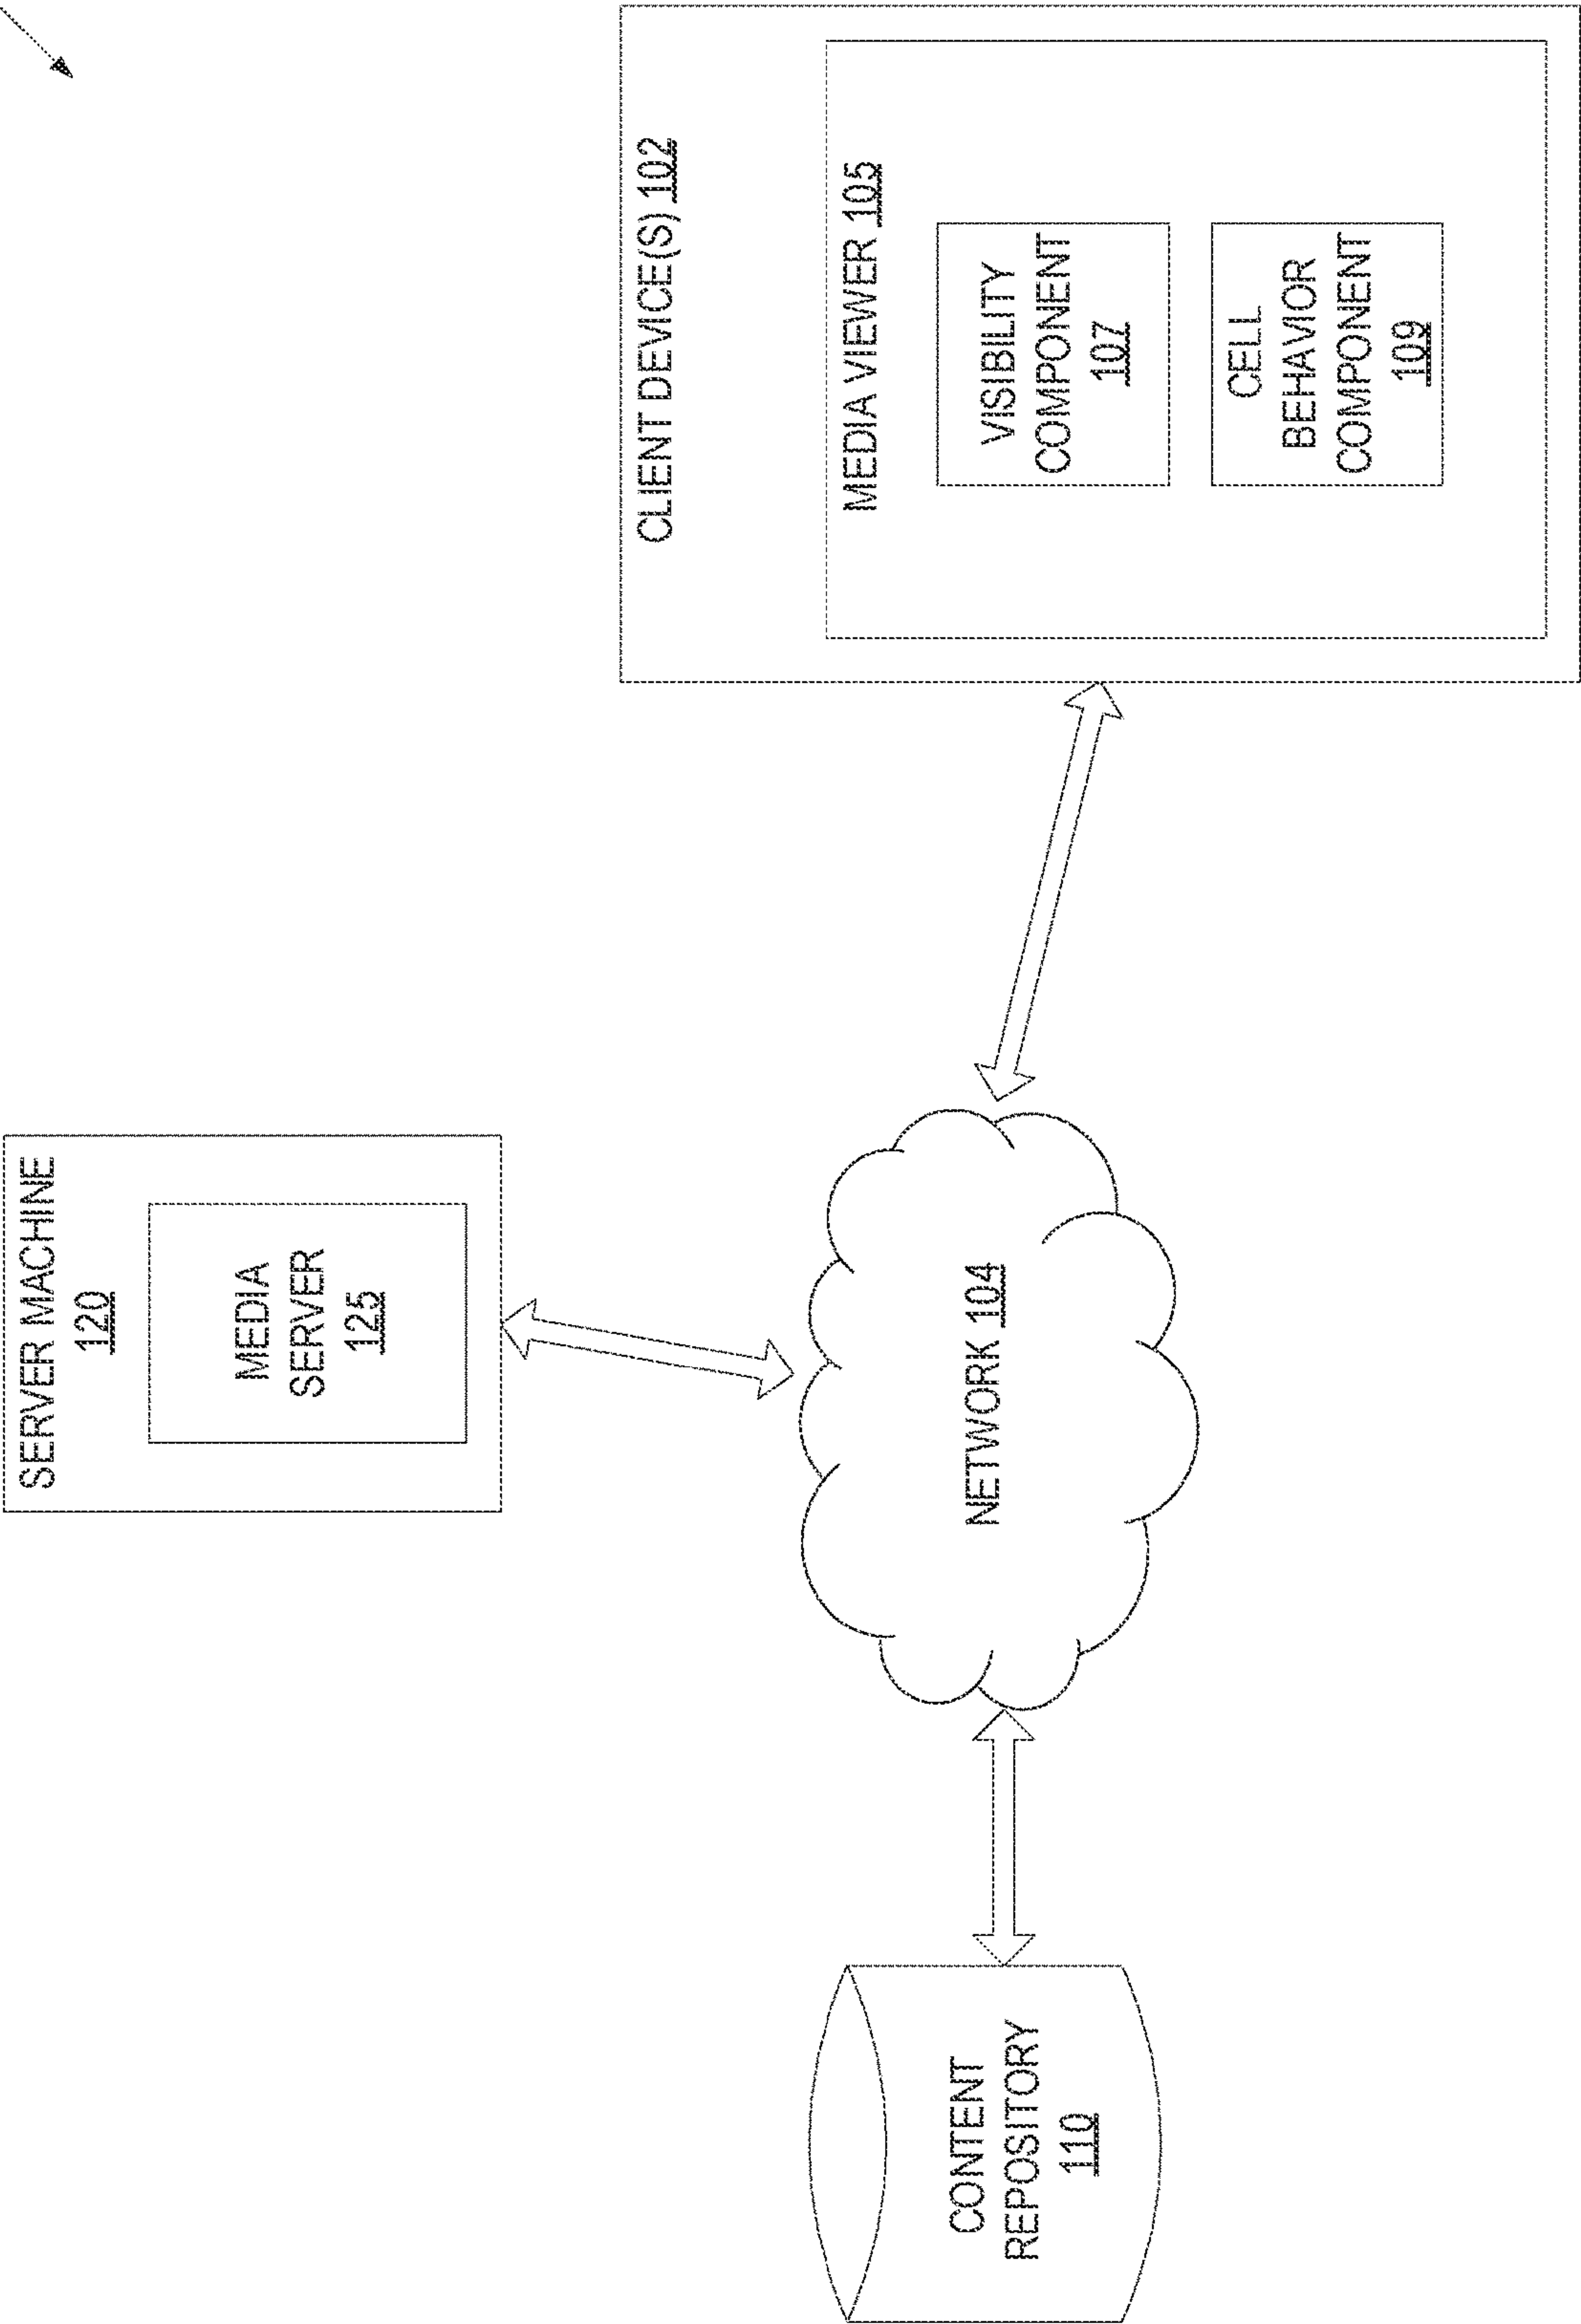 SERVER MACHINE
120
MEDIA
SERVER
125
CONTENT
REPOSITORY
110
NETWORK 104
CLIENT DEVICE(S) 102
MEDIA VIEWER 105
VISIBILITY
COMPONENT
107
CELL
BEHAVIOR
COMPONENT
109